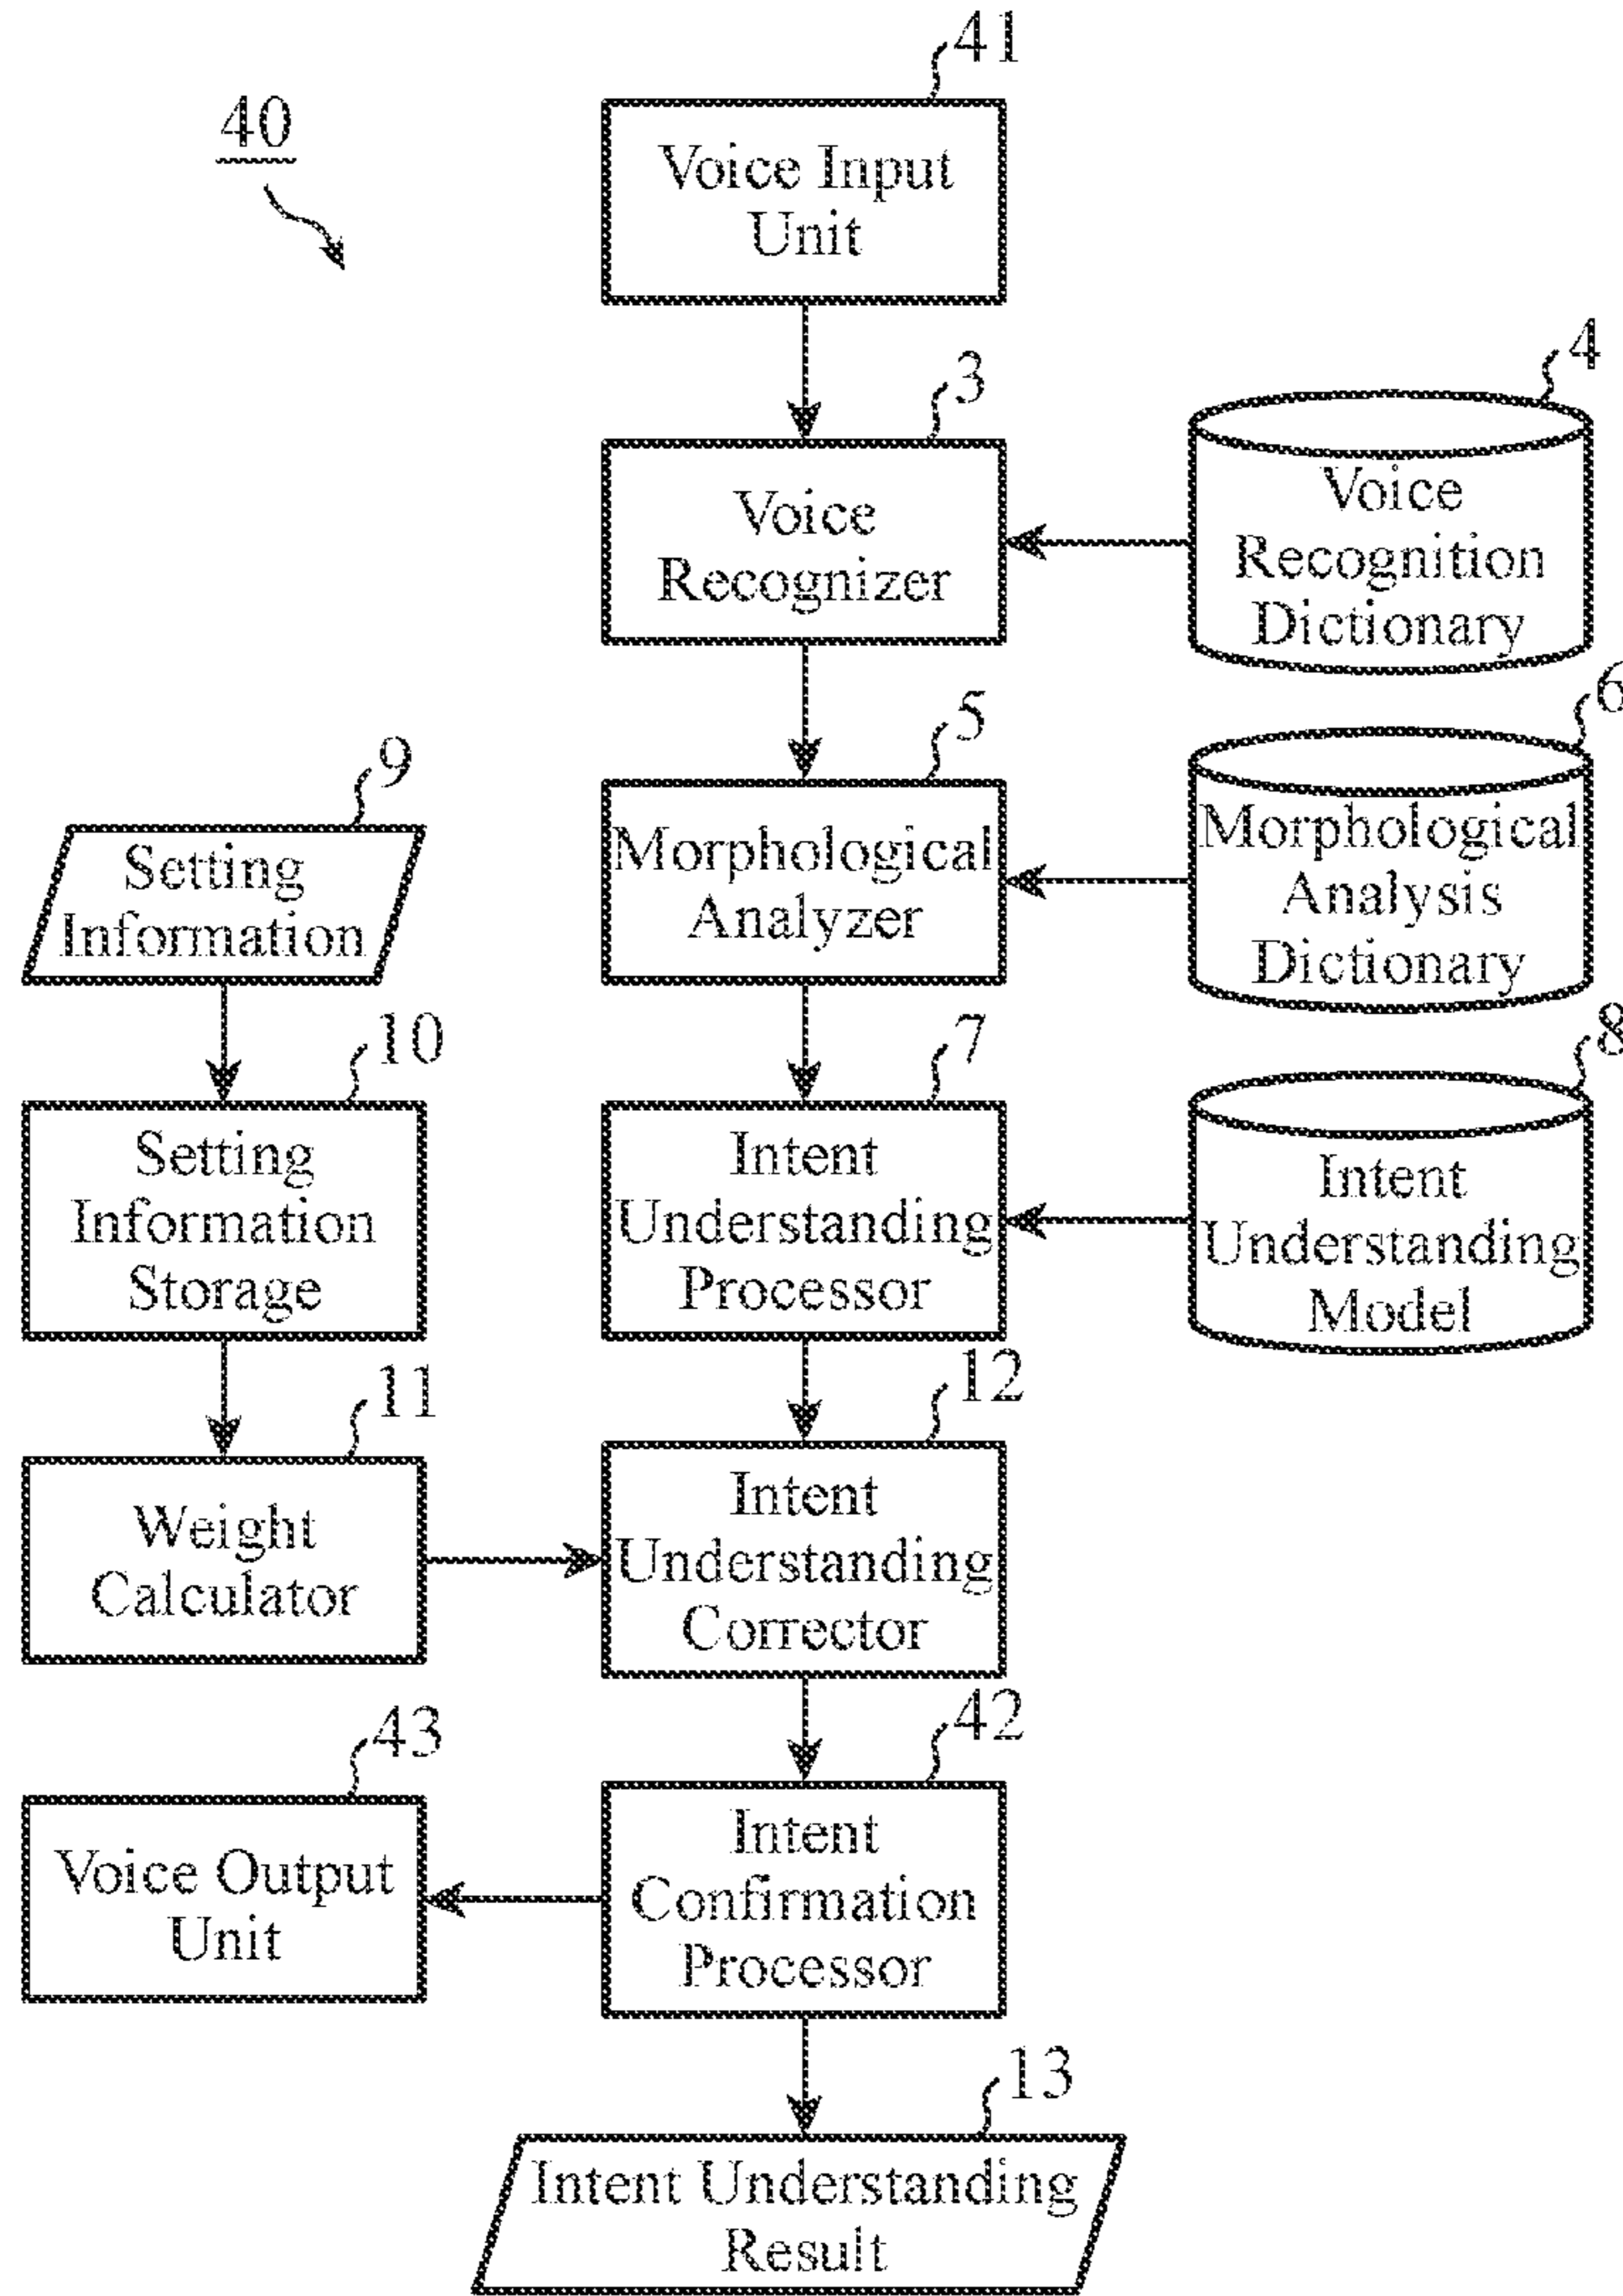 41
40
Voice Input
Unit
3
4
Voice
Recognizer
Voice
Recognition
Dictionary
5
6
9
Setting
Information
Morphological
Analyzer
Morphological
Analysis
Dictionary
10
7
8
Setting
Information
Storage
Intent
Understanding
Processor
Intent
Understanding
Model
11
12
Weight
Calculator
Intent
Understanding
Corrector
43
42
Voice Output
Unit
Intent
Confirmation
Processor
13
Intent Understanding
Result